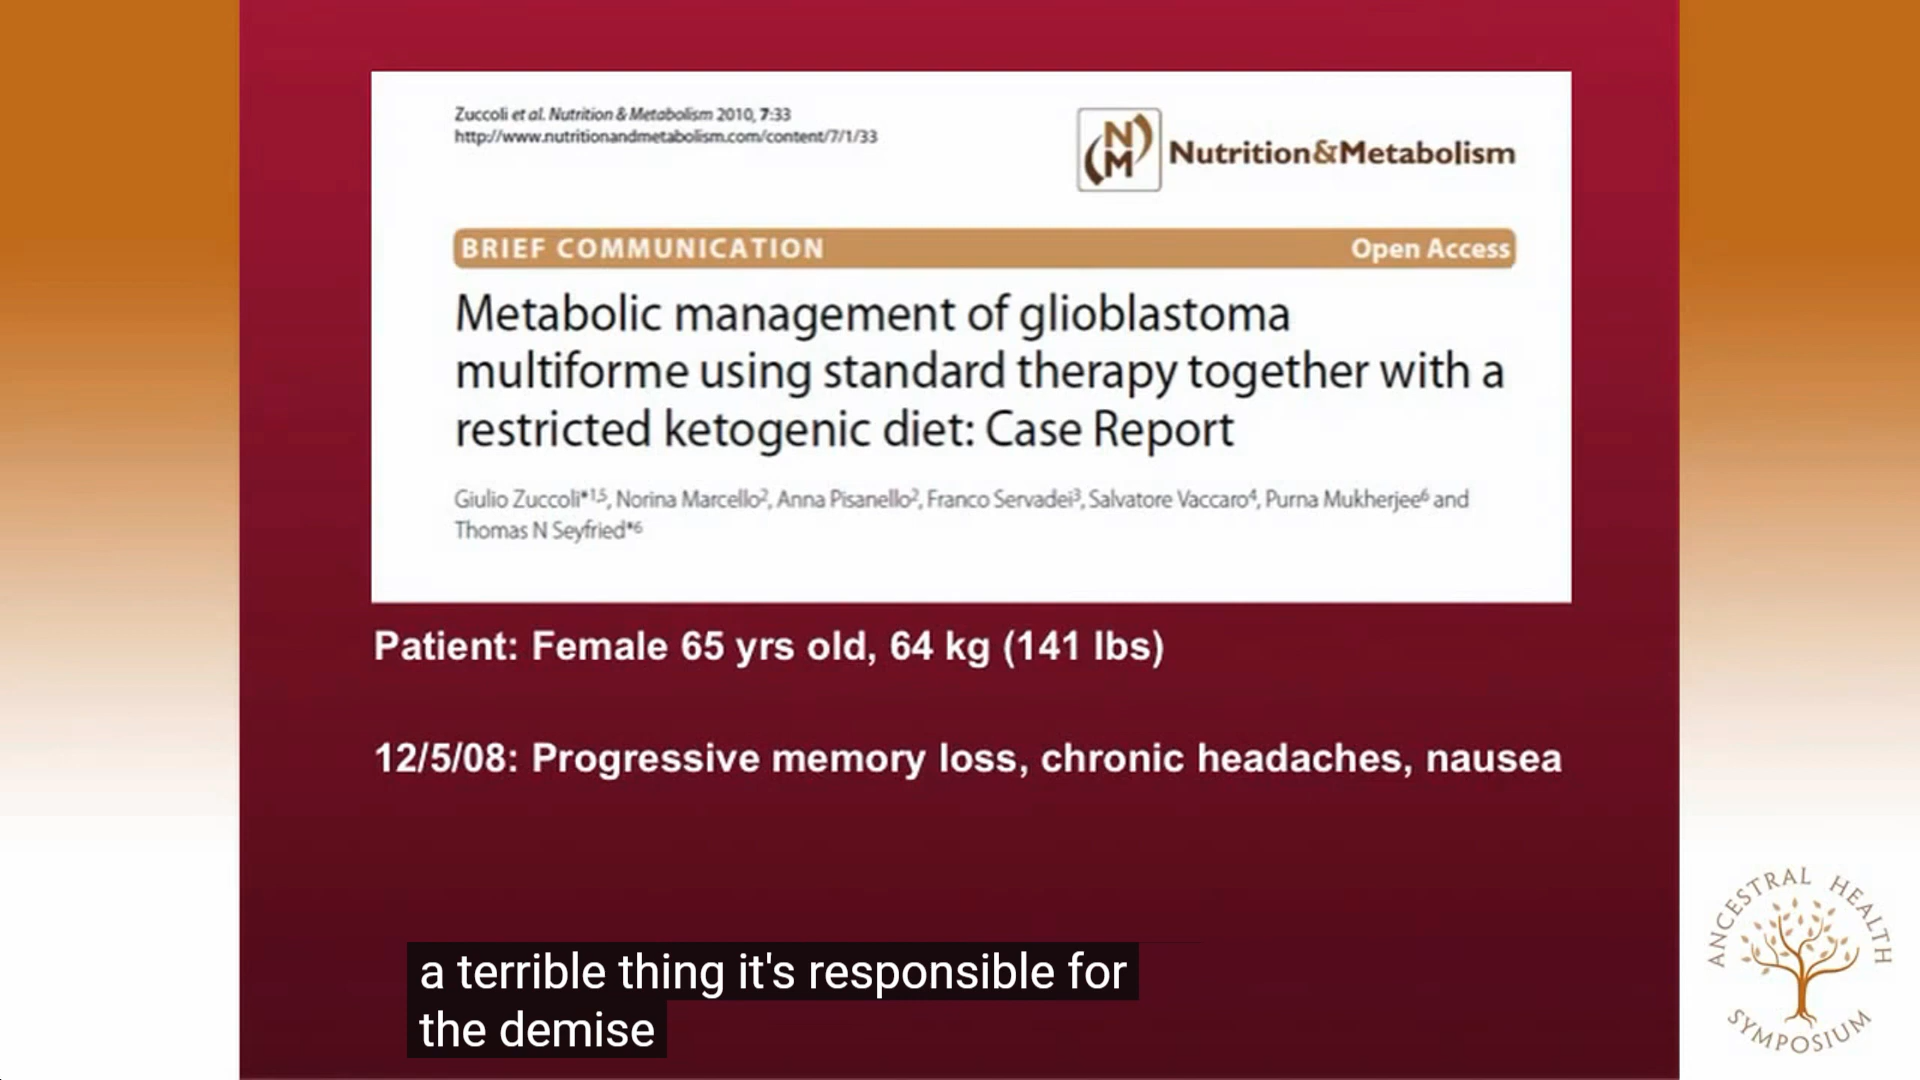 Zuccoli et al. Nutrition & Metabolism 2010, 7:33
http://www.nutritionandmetabolism.com/content/7/1/33
NM Nutrition&Metabolism
BRIEF COMMUNICATION Open Access
Metabolic management of glioblastoma
multiforme using standard therapy together with a
restricted ketogenic diet: Case Report
Giulio Zuccoli*1,5, Norina Marcello2, Anna Pisanello2, Franco Servadei3, Salvatore Vaccaro4, Purna Mukherjee6 and
Thomas N Seyfried*6
Patient: Female 65 yrs old, 64 kg (141 lbs)
12/5/08: Progressive memory loss, chronic headaches, nausea
a terrible thing it's responsible for
the demise
ANCESTRAL HEALTH
SYMPOSIUM